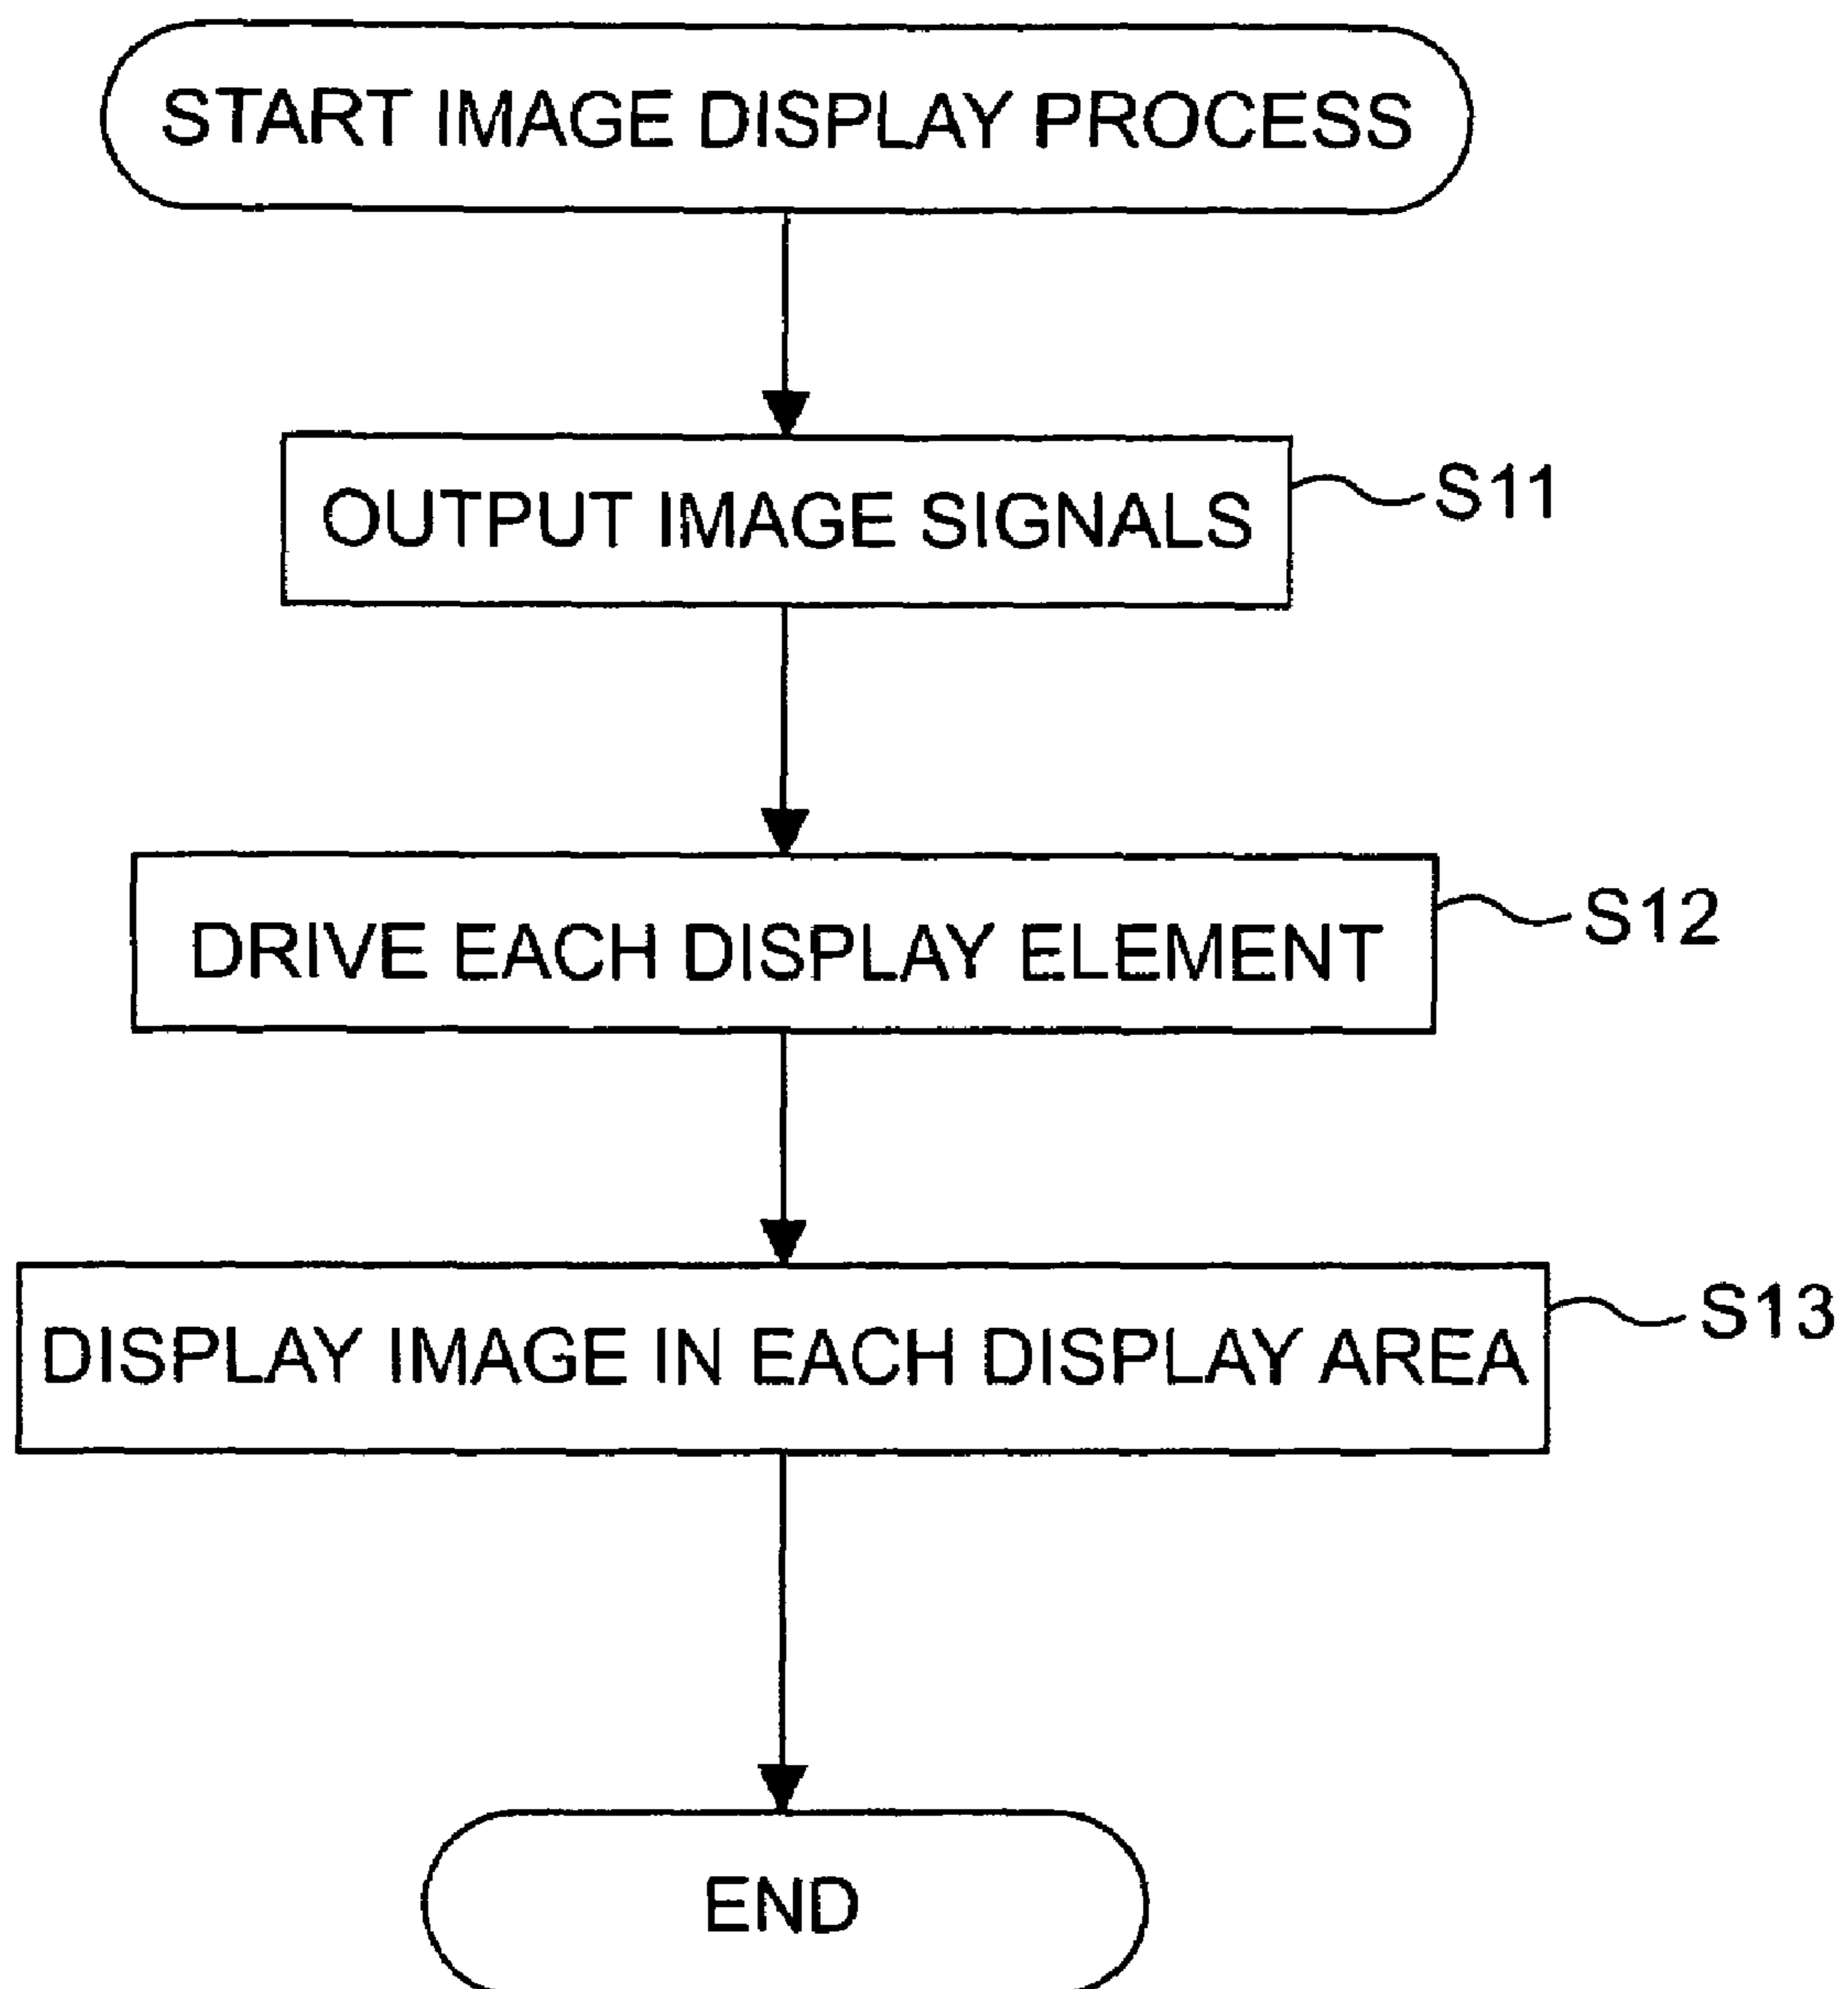 START IMAGE DISPLAY PROCESS
OUTPUT IMAGE SIGNALS
S11
DRIVE EACH DISPLAY ELEMENT
S12
DISPLAY IMAGE IN EACH DISPLAY AREA
S13
END